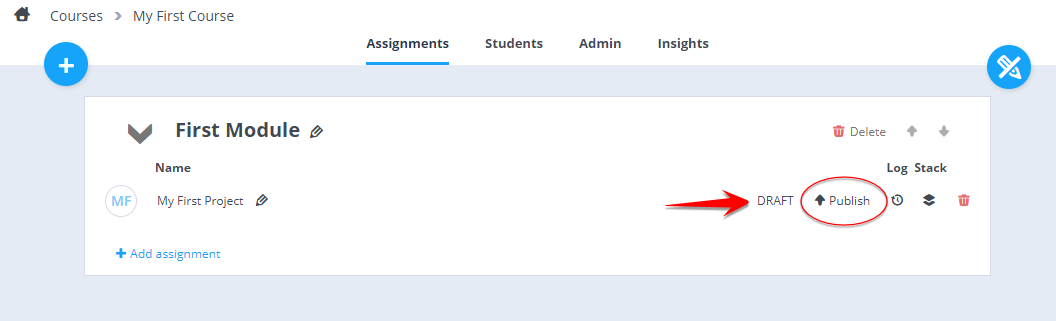 Courses > My First Course
Assignments Students Admin Insights
First Module Delete
Name Log Stack
MF My First Project DRAFT Publish
+ Add assignment